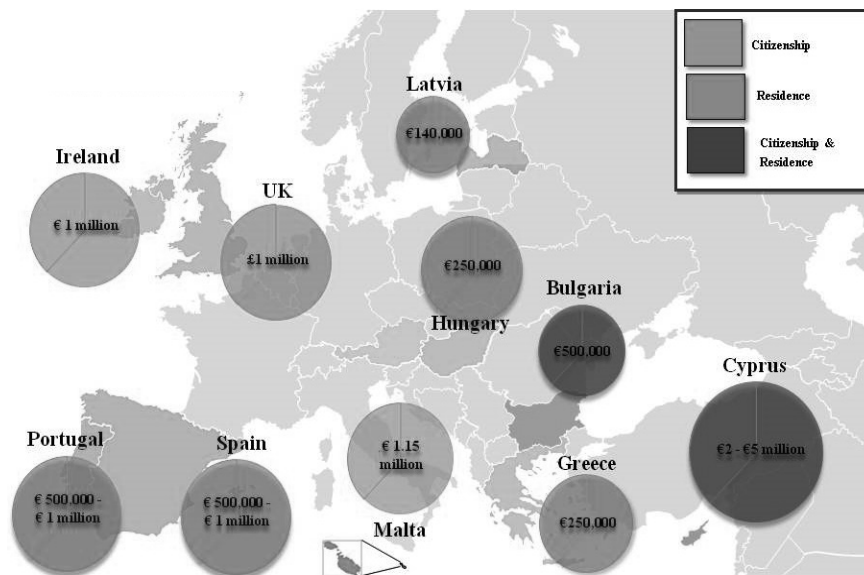 Latvia
€140,000
Citizenship
Residence
Citizenship &
Residence
Ireland
€ 1 million
UK
£1 million
€250,000
Hungary
Bulgaria
€500,000
Cyprus
€2 - €5 million
Portugal
€ 500,000 -
€ 1 million
Spain
€ 500,000 -
€ 1 million
€ 1.15
million
Malta
Greece
€250,000